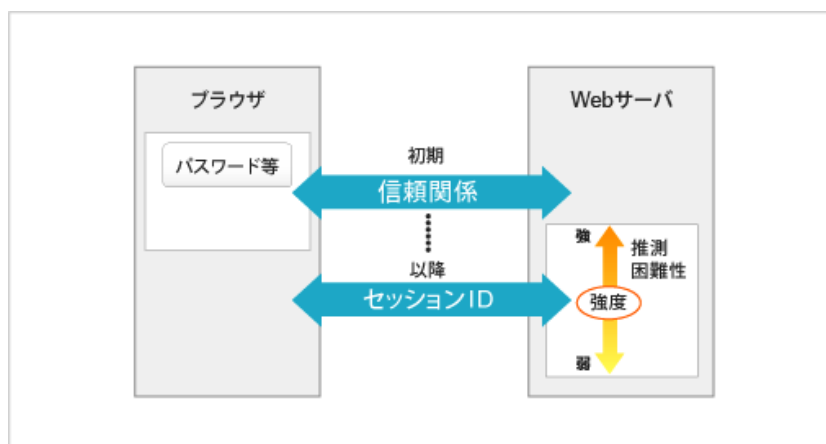 ブラウザ
Webサーバ
パスワード等
初期
信頼関係
以降
セッションID
強
推測
困難性
強度
弱